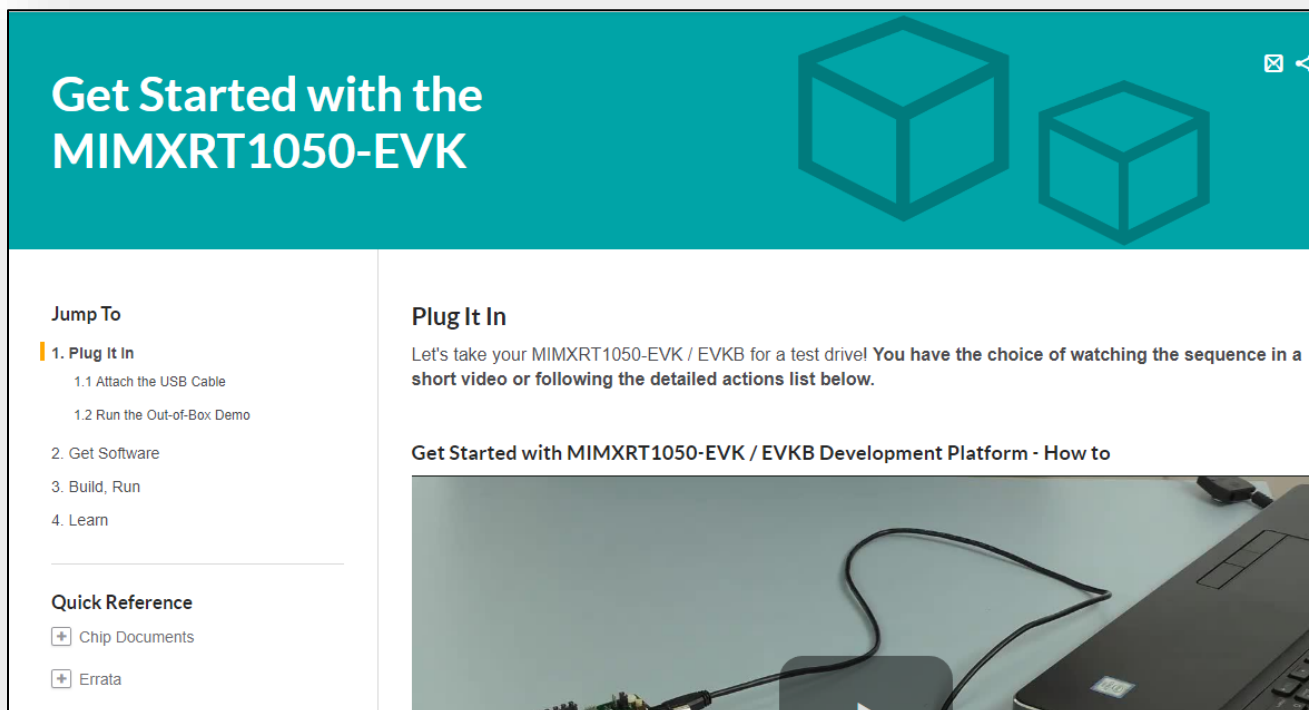 Get Started with the
MIMXRT1050-EVK
Jump To
1. Plug It In
1.1 Attach the USB Cable
1.2 Run the Out-of-Box Demo
2. Get Software
3. Build, Run
4. Learn
Quick Reference
Chip Documents
Errata
Plug It In
Let's take your MIMXRT1050-EVK / EVKB for a test drive! You have the choice of watching the sequence in a
short video or following the detailed actions list below.
Get Started with MIMXRT1050-EVK / EVKB Development Platform - How to